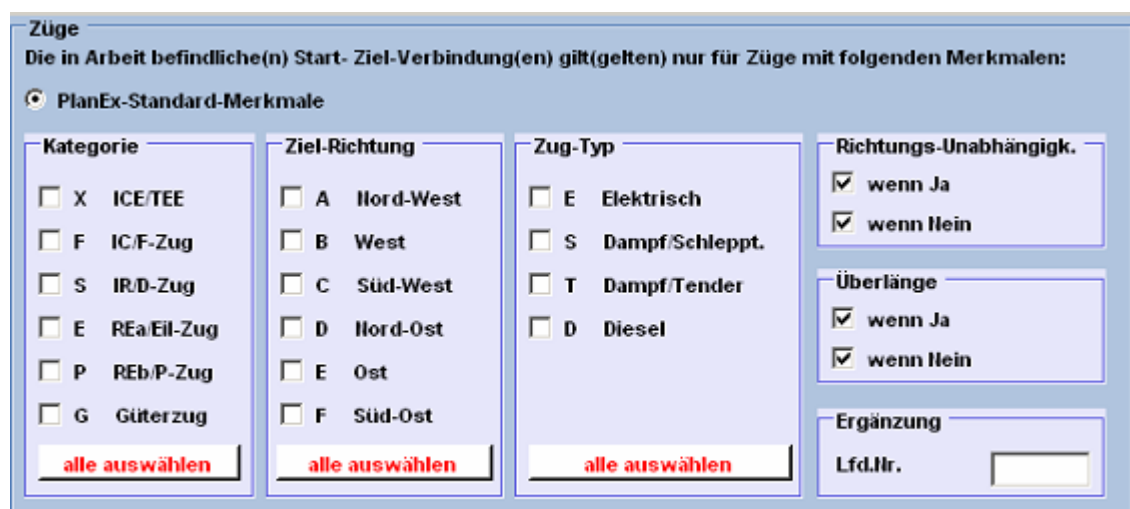 Züge
Die in Arbeit befindliche(n) Start- Ziel-Verbindung(en) gilt(gelten) nur für Züge mit folgenden Merkmalen:
PlanEx-Standard-Merkmale
Kategorie
X ICE/TEE
F IC/F-Zug
S IR/D-Zug
E REa/Eil-Zug
P REb/P-Zug
G Güterzug
alle auswählen
Ziel-Richtung
A Nord-West
B West
C Süd-West
D Nord-Ost
E Ost
F Süd-Ost
alle auswählen
Zug-Typ
E Elektrisch
S Dampf/Schleppt.
T Dampf/Tender
D Diesel
alle auswählen
Richtungs-Unabhängigk.
wenn Ja
wenn Nein
Überlänge
wenn Ja
wenn Nein
Ergänzung
Lfd.Nr.